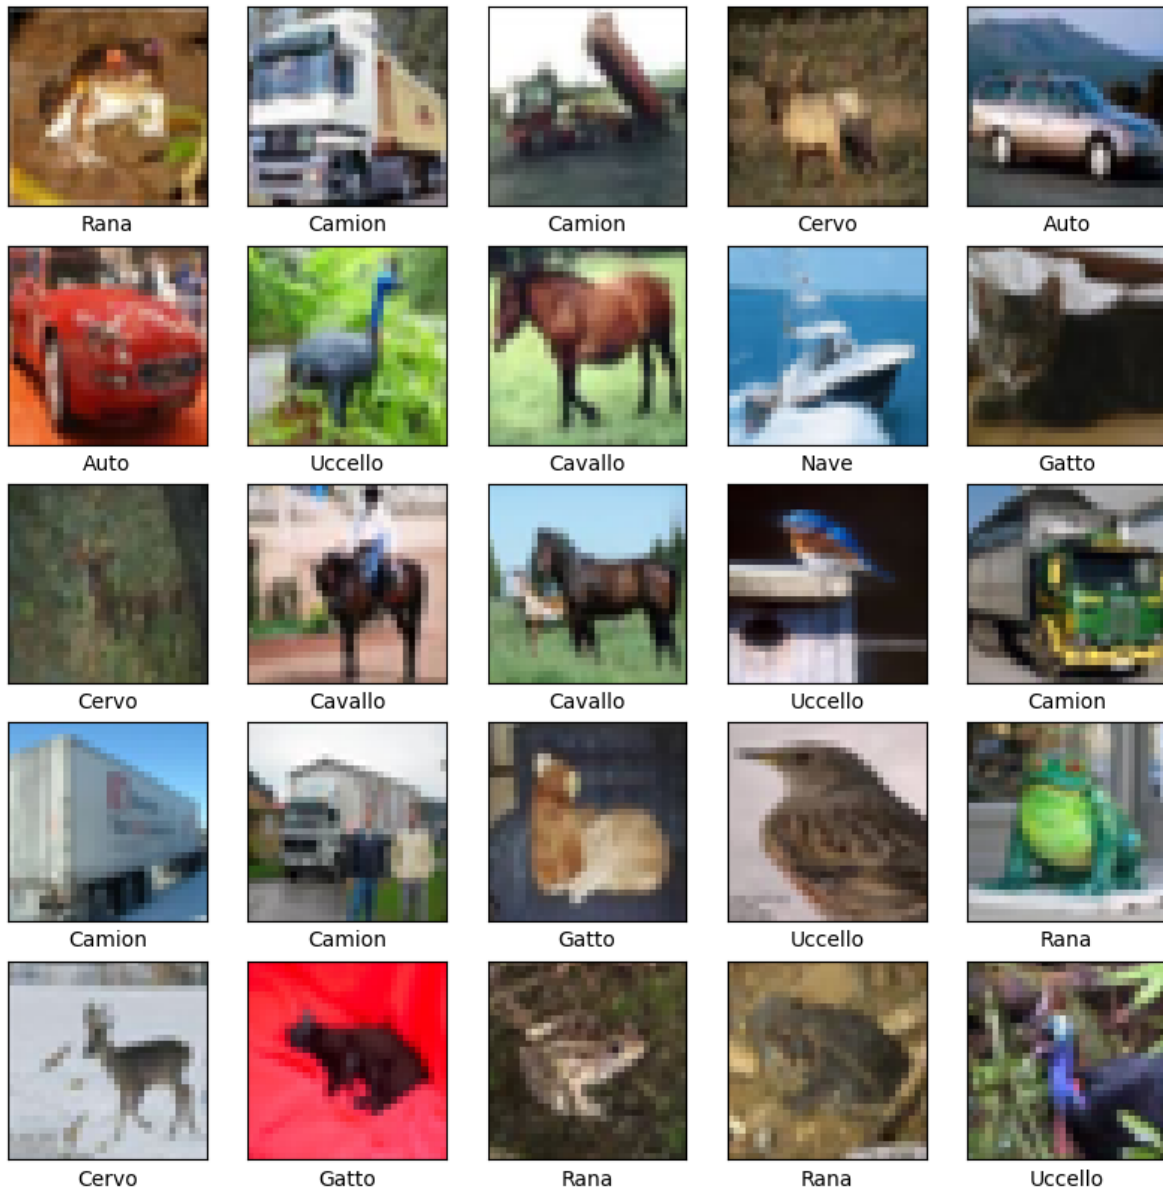 Rana Camion Camion Cervo Auto
Auto Uccello Cavallo Nave Gatto
Cervo Cavallo Cavallo Uccello Camion
Camion Camion Gatto Uccello Rana
Cervo Gatto Rana Rana Uccello